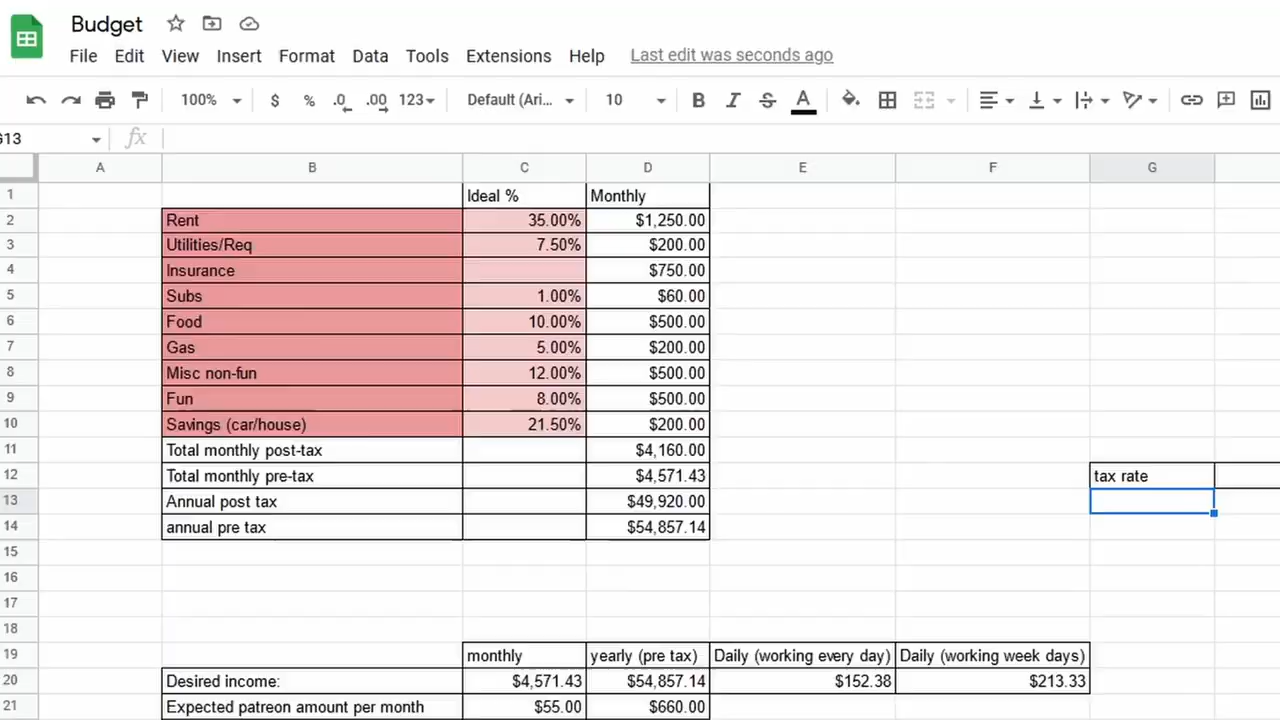 Budget
File Edit View Insert Format Data Tools Extensions Help Last edit was seconds ago
100% $ % .0 .00 123 Default (Ari... 10 B I S A
G13 fx
A B C D E F G
1 Ideal % Monthly
2 Rent 35.00% $1,250.00
3 Utilities/Req 7.50% $200.00
4 Insurance $750.00
5 Subs 1.00% $60.00
6 Food 10.00% $500.00
7 Gas 5.00% $200.00
8 Misc non-fun 12.00% $500.00
9 Fun 8.00% $500.00
10 Savings (car/house) 21.50% $200.00
11 Total monthly post-tax $4,160.00
12 Total monthly pre-tax $4,571.43 tax rate
13 Annual post tax $49,920.00
14 annual pre tax $54,857.14
15
16
17
18
19 monthly yearly (pre tax) Daily (working every day) Daily (working week days)
20 Desired income: $4,571.43 $54,857.14 $152.38 $213.33
21 Expected patreon amount per month $55.00 $660.00